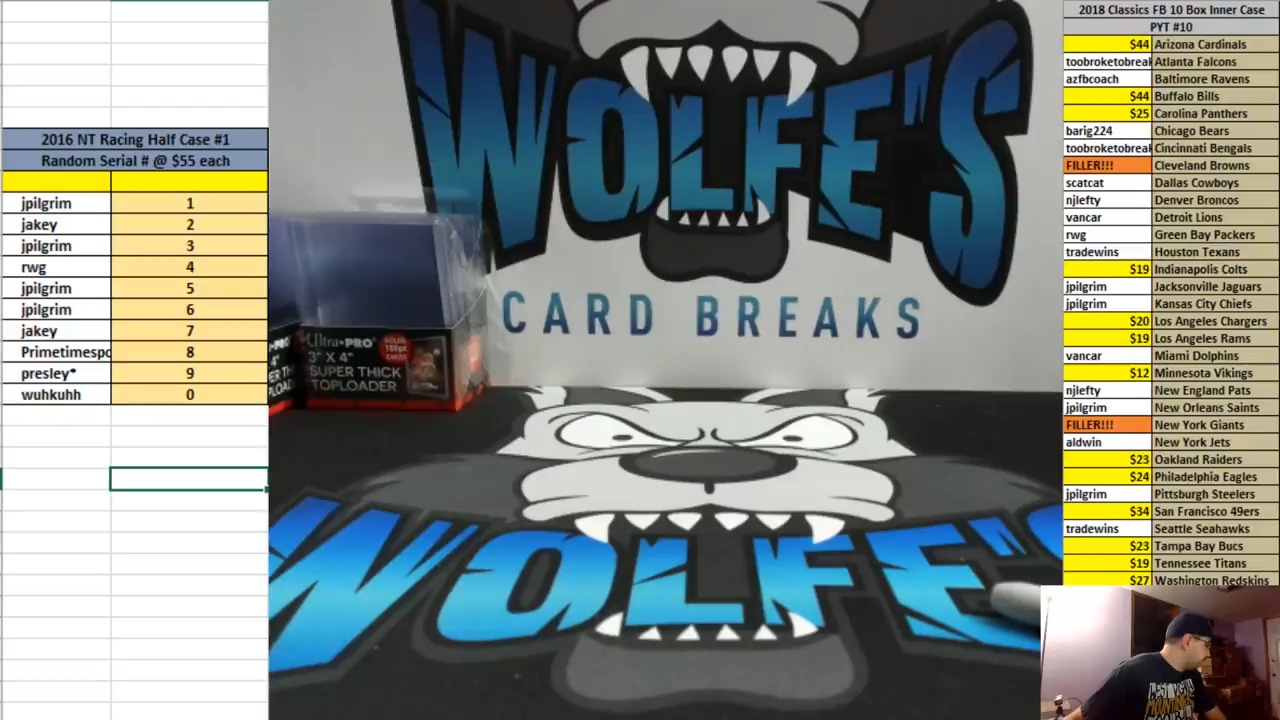 2016 NT Racing Half Case #1
Random Serial # @ $55 each
jpilgrim 1
jakey 2
jpilgrim 3
rwg 4
jpilgrim 5
jpilgrim 6
jakey 7
Primetimespo 8
presley* 9
wuhkuhh 0
WOLFE'S
CARD BREAKS
Ultra•PRO
HOLDS
180pt
CARDS
3" X 4"
SUPER THICK
TOPLOADER
WOLFE'S
2018 Classics FB 10 Box Inner Case
PYT #10
$44 Arizona Cardinals
toobroketobreak Atlanta Falcons
azfbcoach Baltimore Ravens
$44 Buffalo Bills
$25 Carolina Panthers
barig224 Chicago Bears
toobroketobreak Cincinnati Bengals
FILLER!!! Cleveland Browns
scatcat Dallas Cowboys
njlefty Denver Broncos
vancar Detroit Lions
rwg Green Bay Packers
tradewins Houston Texans
$19 Indianapolis Colts
jpilgrim Jacksonville Jaguars
jpilgrim Kansas City Chiefs
$20 Los Angeles Chargers
$19 Los Angeles Rams
vancar Miami Dolphins
$12 Minnesota Vikings
njlefty New England Pats
jpilgrim New Orleans Saints
FILLER!!! New York Giants
aldwin New York Jets
$23 Oakland Raiders
$24 Philadelphia Eagles
jpilgrim Pittsburgh Steelers
$34 San Francisco 49ers
tradewins Seattle Seahawks
$23 Tampa Bay Bucs
$19 Tennessee Titans
$27 Washington Redskins